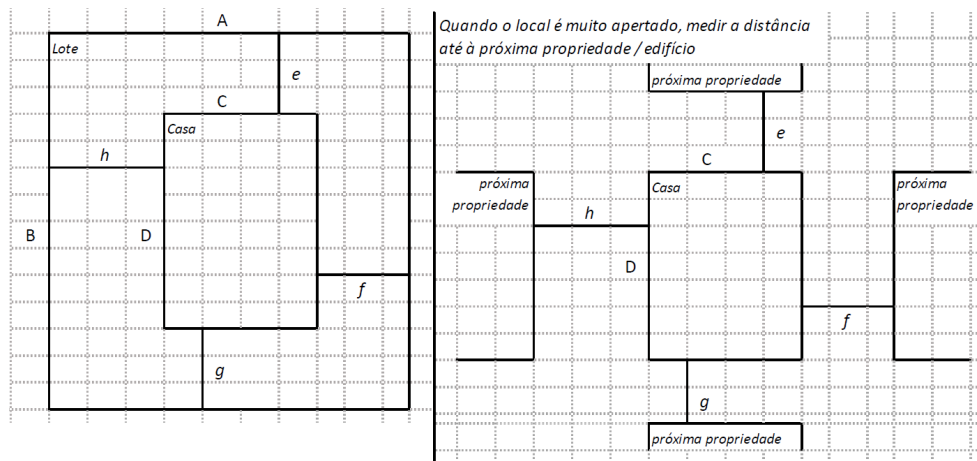 A
Lote
e
C
Casa
h
B
D
f
g
Quando o local é muito apertado, medir a distância
até à próxima propriedade / edifício
próxima propriedade
e
C
próxima
propriedade
Casa
próxima
propriedade
h
D
f
g
próxima propriedade